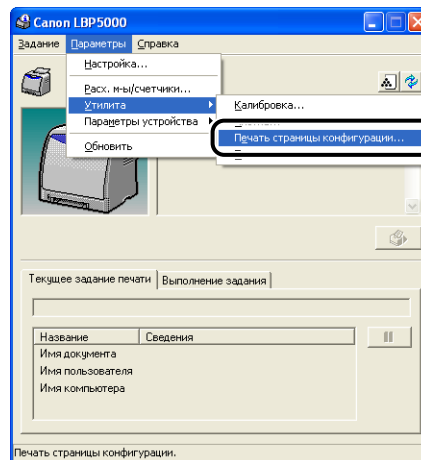 Canon LBP5000
Задание Параметры Справка
Настройка...
Расх. м-ы/счетчики...
Утилита
Калибровка...
Параметры устройства
Печать страницы конфигурации...
Обновить
Текущее задание печати Выполнение задания
Название Сведения
Имя документа
Имя пользователя
Имя компьютера
Печать страницы конфигурации.